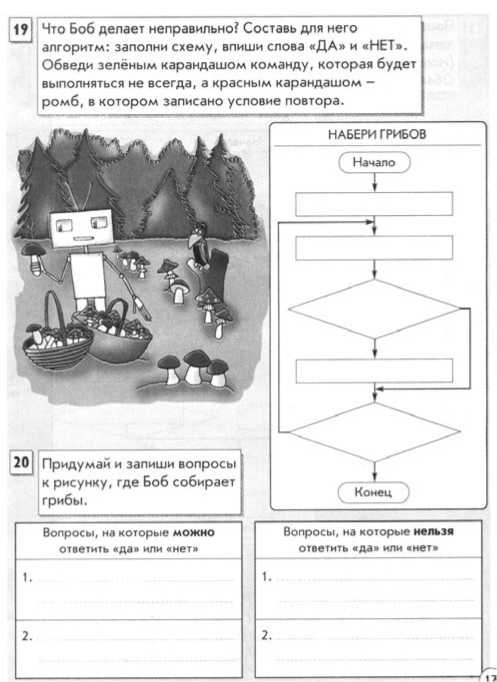 19 Что Боб делает неправильно? Составь для него
алгоритм: заполни схему, впиши слова «ДА» и «НЕТ».
Обведи зелёным карандашом команду, которая будет
выполняться не всегда, а красным карандашом –
ромб, в котором записано условие повтора.
НАБЕРИ ГРИБОВ
Начало
Конец
20 Придумай и запиши вопросы
к рисунку, где Боб собирает
грибы.
Вопросы, на которые можно
ответить «да» или «нет»
1.
2.
Вопросы, на которые нельзя
ответить «да» или «нет»
1.
2.
17